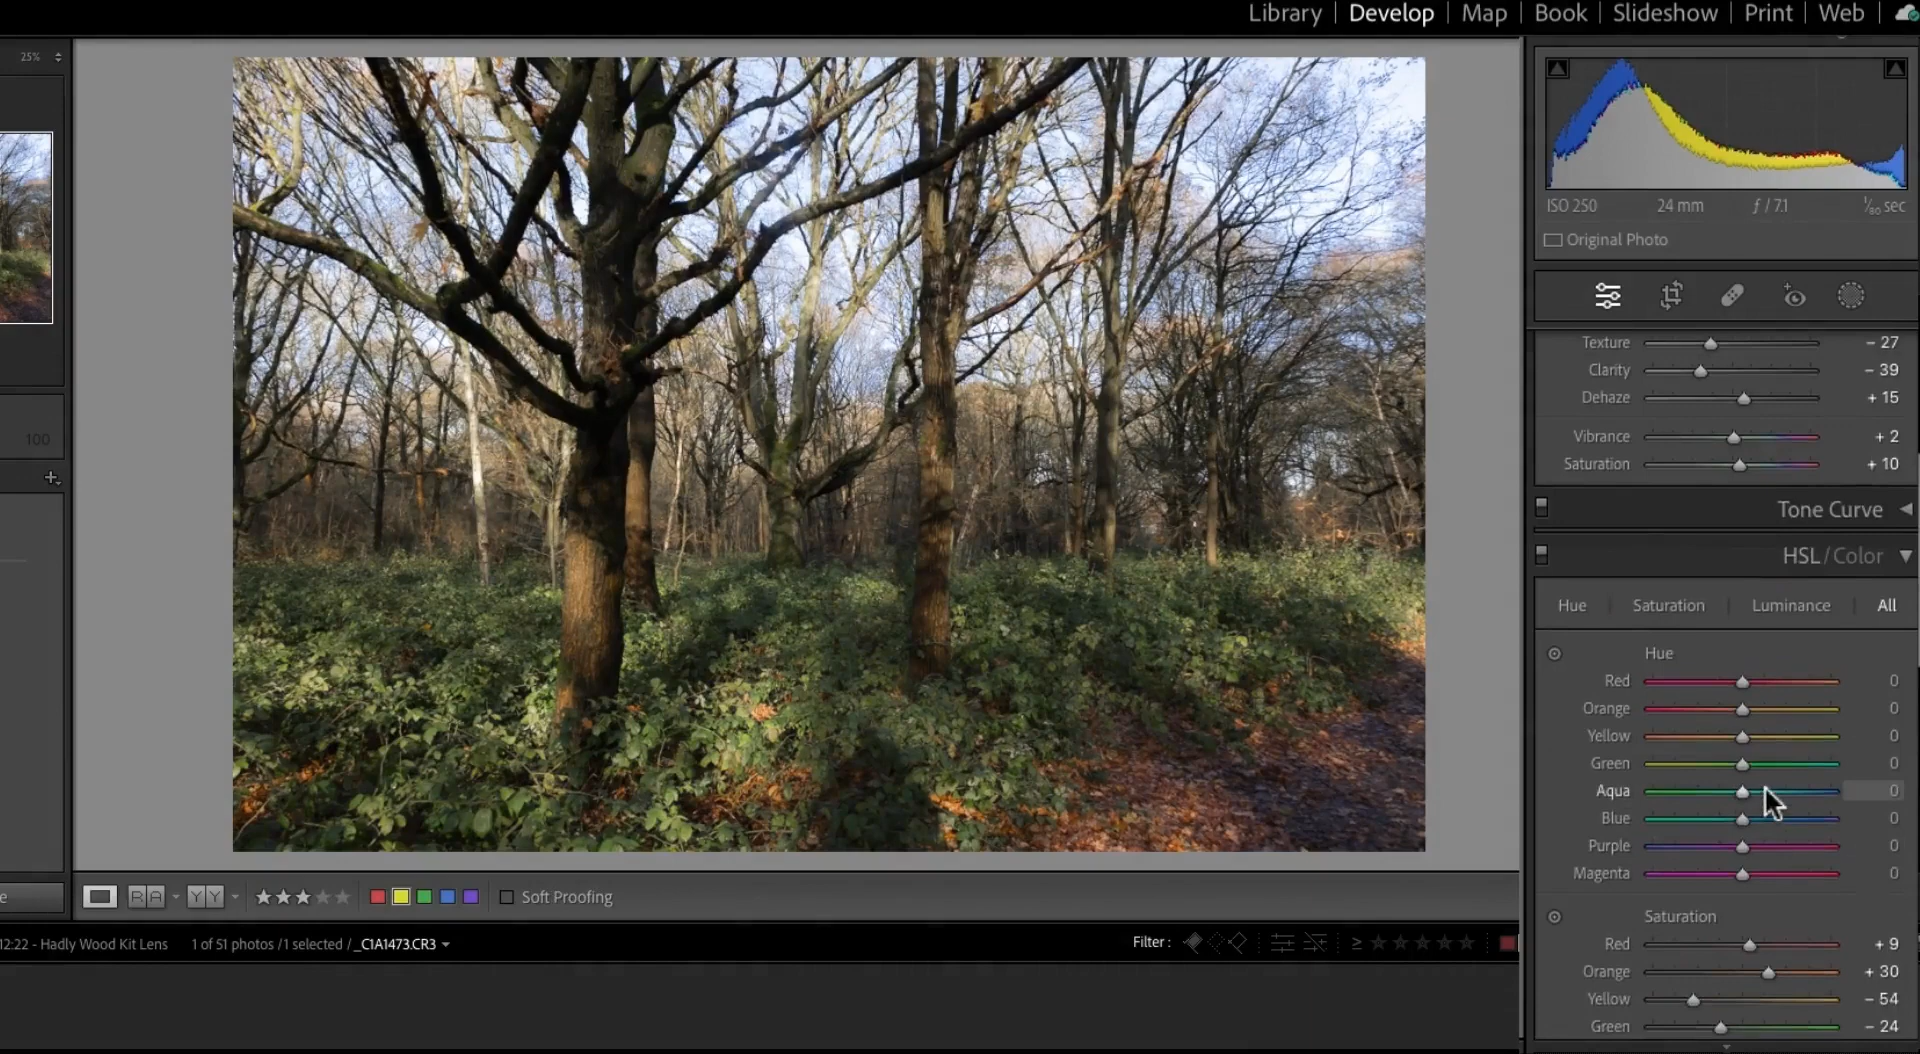 Library | Develop | Map | Book | Slideshow | Print | Web
25%
ISO 250 24 mm ƒ / 7.1 1/80 sec
Original Photo
Texture - 27
Clarity - 39
Dehaze + 15
100
Vibrance + 2
Saturation + 10
Tone Curve
HSL / Color
Hue Saturation Luminance All
Hue
Red 0
Orange 0
Yellow 0
Green 0
Aqua 0
Blue 0
Purple 0
Magenta 0
Saturation
Red + 9
Orange + 30
Yellow - 54
Green - 24
e R A Y Y Soft Proofing
12:22 - Hadly Wood Kit Lens 1 of 51 photos / 1 selected / _C1A1473.CR3 Filter : ≥